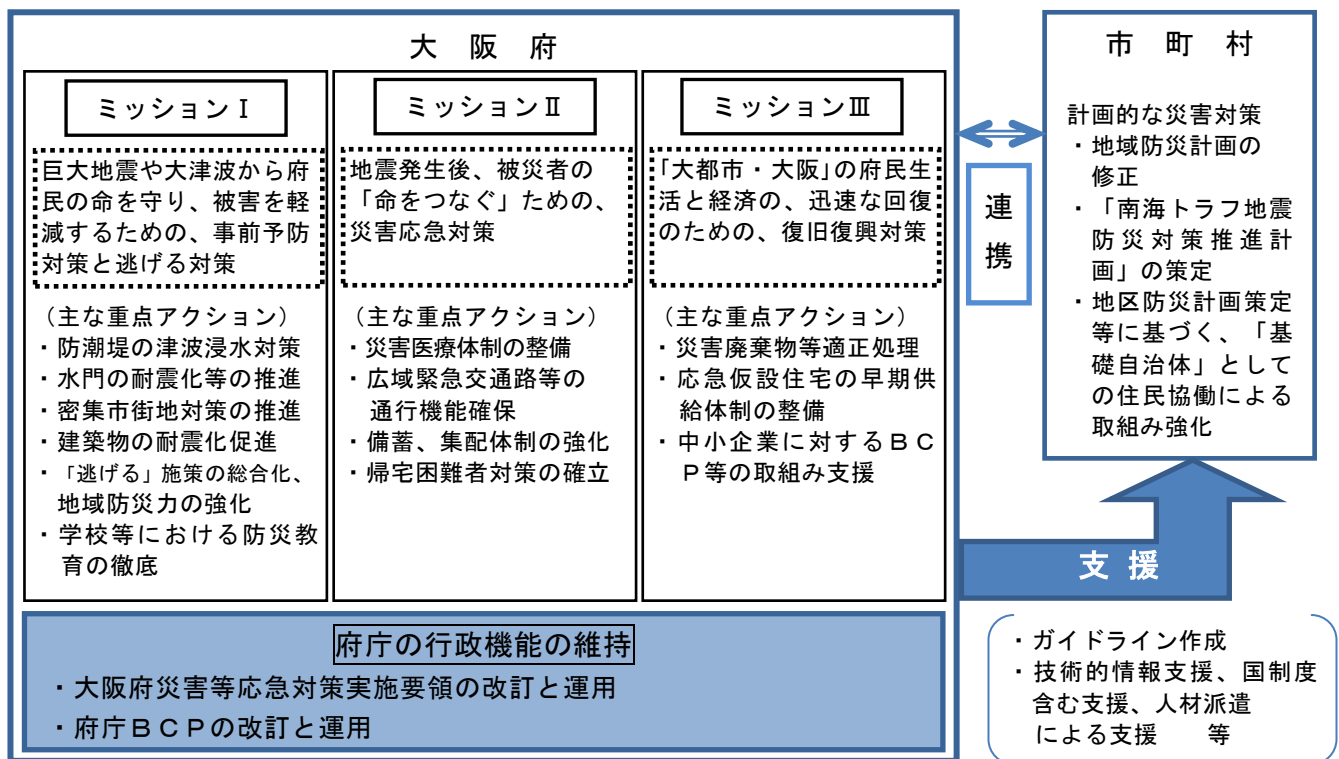 大 阪 府
ミッションⅠ
巨大地震や大津波から府
民の命を守り、被害を軽
減するための、事前予防
対策と逃げる対策
（主な重点アクション）
・防潮堤の津波浸水対策
・水門の耐震化等の推進
・密集市街地対策の推進
・建築物の耐震化促進
・「逃げる」施策の総合化、
地域防災力の強化
・学校等における防災教
育の徹底
ミッションⅡ
地震発生後、被災者の
「命をつなぐ」ための、
災害応急対策
（主な重点アクション）
・災害医療体制の整備
・広域緊急交通路等の
通行機能確保
・備蓄、集配体制の強化
・帰宅困難者対策の確立
ミッションⅢ
「大都市・大阪」の府民生
活と経済の、迅速な回復
のための、復旧復興対策
（主な重点アクション）
・災害廃棄物等適正処理
・応急仮設住宅の早期供
給体制の整備
・中小企業に対するＢＣ
Ｐ等の取組み支援
府庁の行政機能の維持
・大阪府災害等応急対策実施要領の改訂と運用
・府庁ＢＣＰの改訂と運用
連
携
市 町 村
計画的な災害対策
・地域防災計画の
修正
・「南海トラフ地震
防災対策推進計
画」の策定
・地区防災計画策定
等に基づく、「基
礎自治体」として
の住民協働による
取組み強化
支 援
・ガイドライン作成
・技術的情報支援、国制度
含む支援、人材派遣
による支援　　等